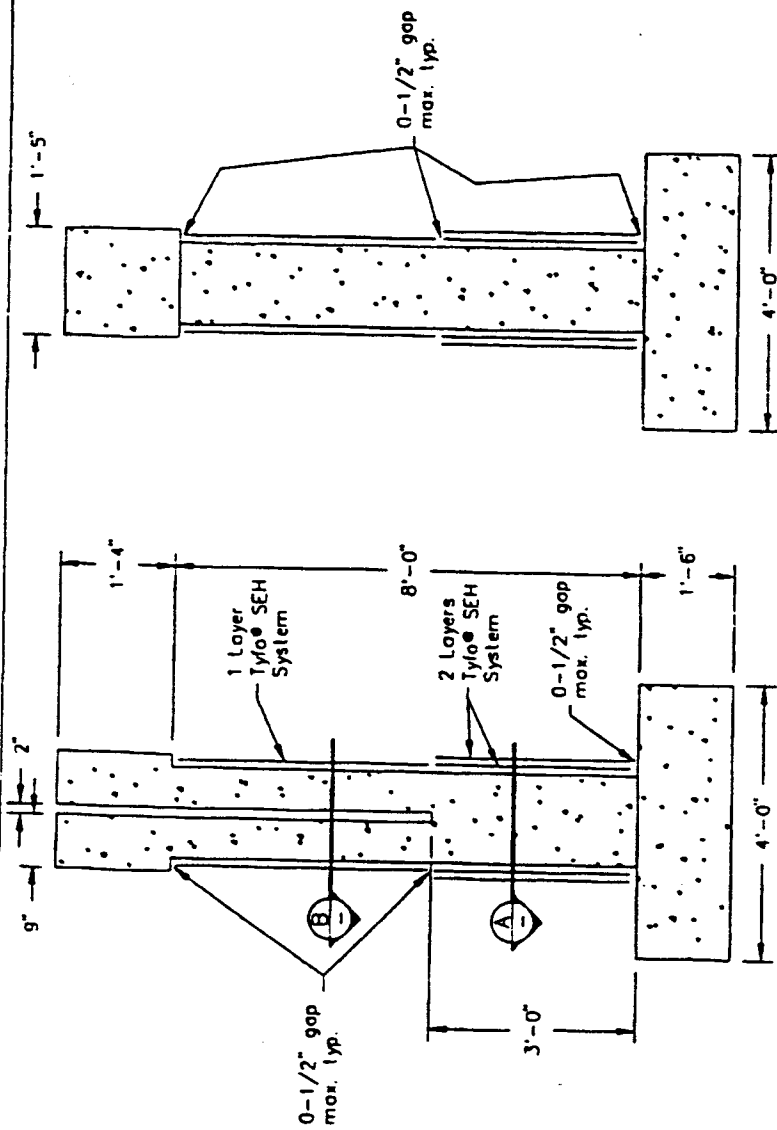 9"
2"
1'-4"
1 Layer
Tyfo® SEH
System
8'-0"
2 Layers
Tyfo® SEH
System
0-1/2" gap
max. typ.
1'-6"
B
-
A
-
0-1/2" gap
max. typ.
3'-0"
4'-0"
1'-5"
0-1/2" gap
max. typ.
4'-0"